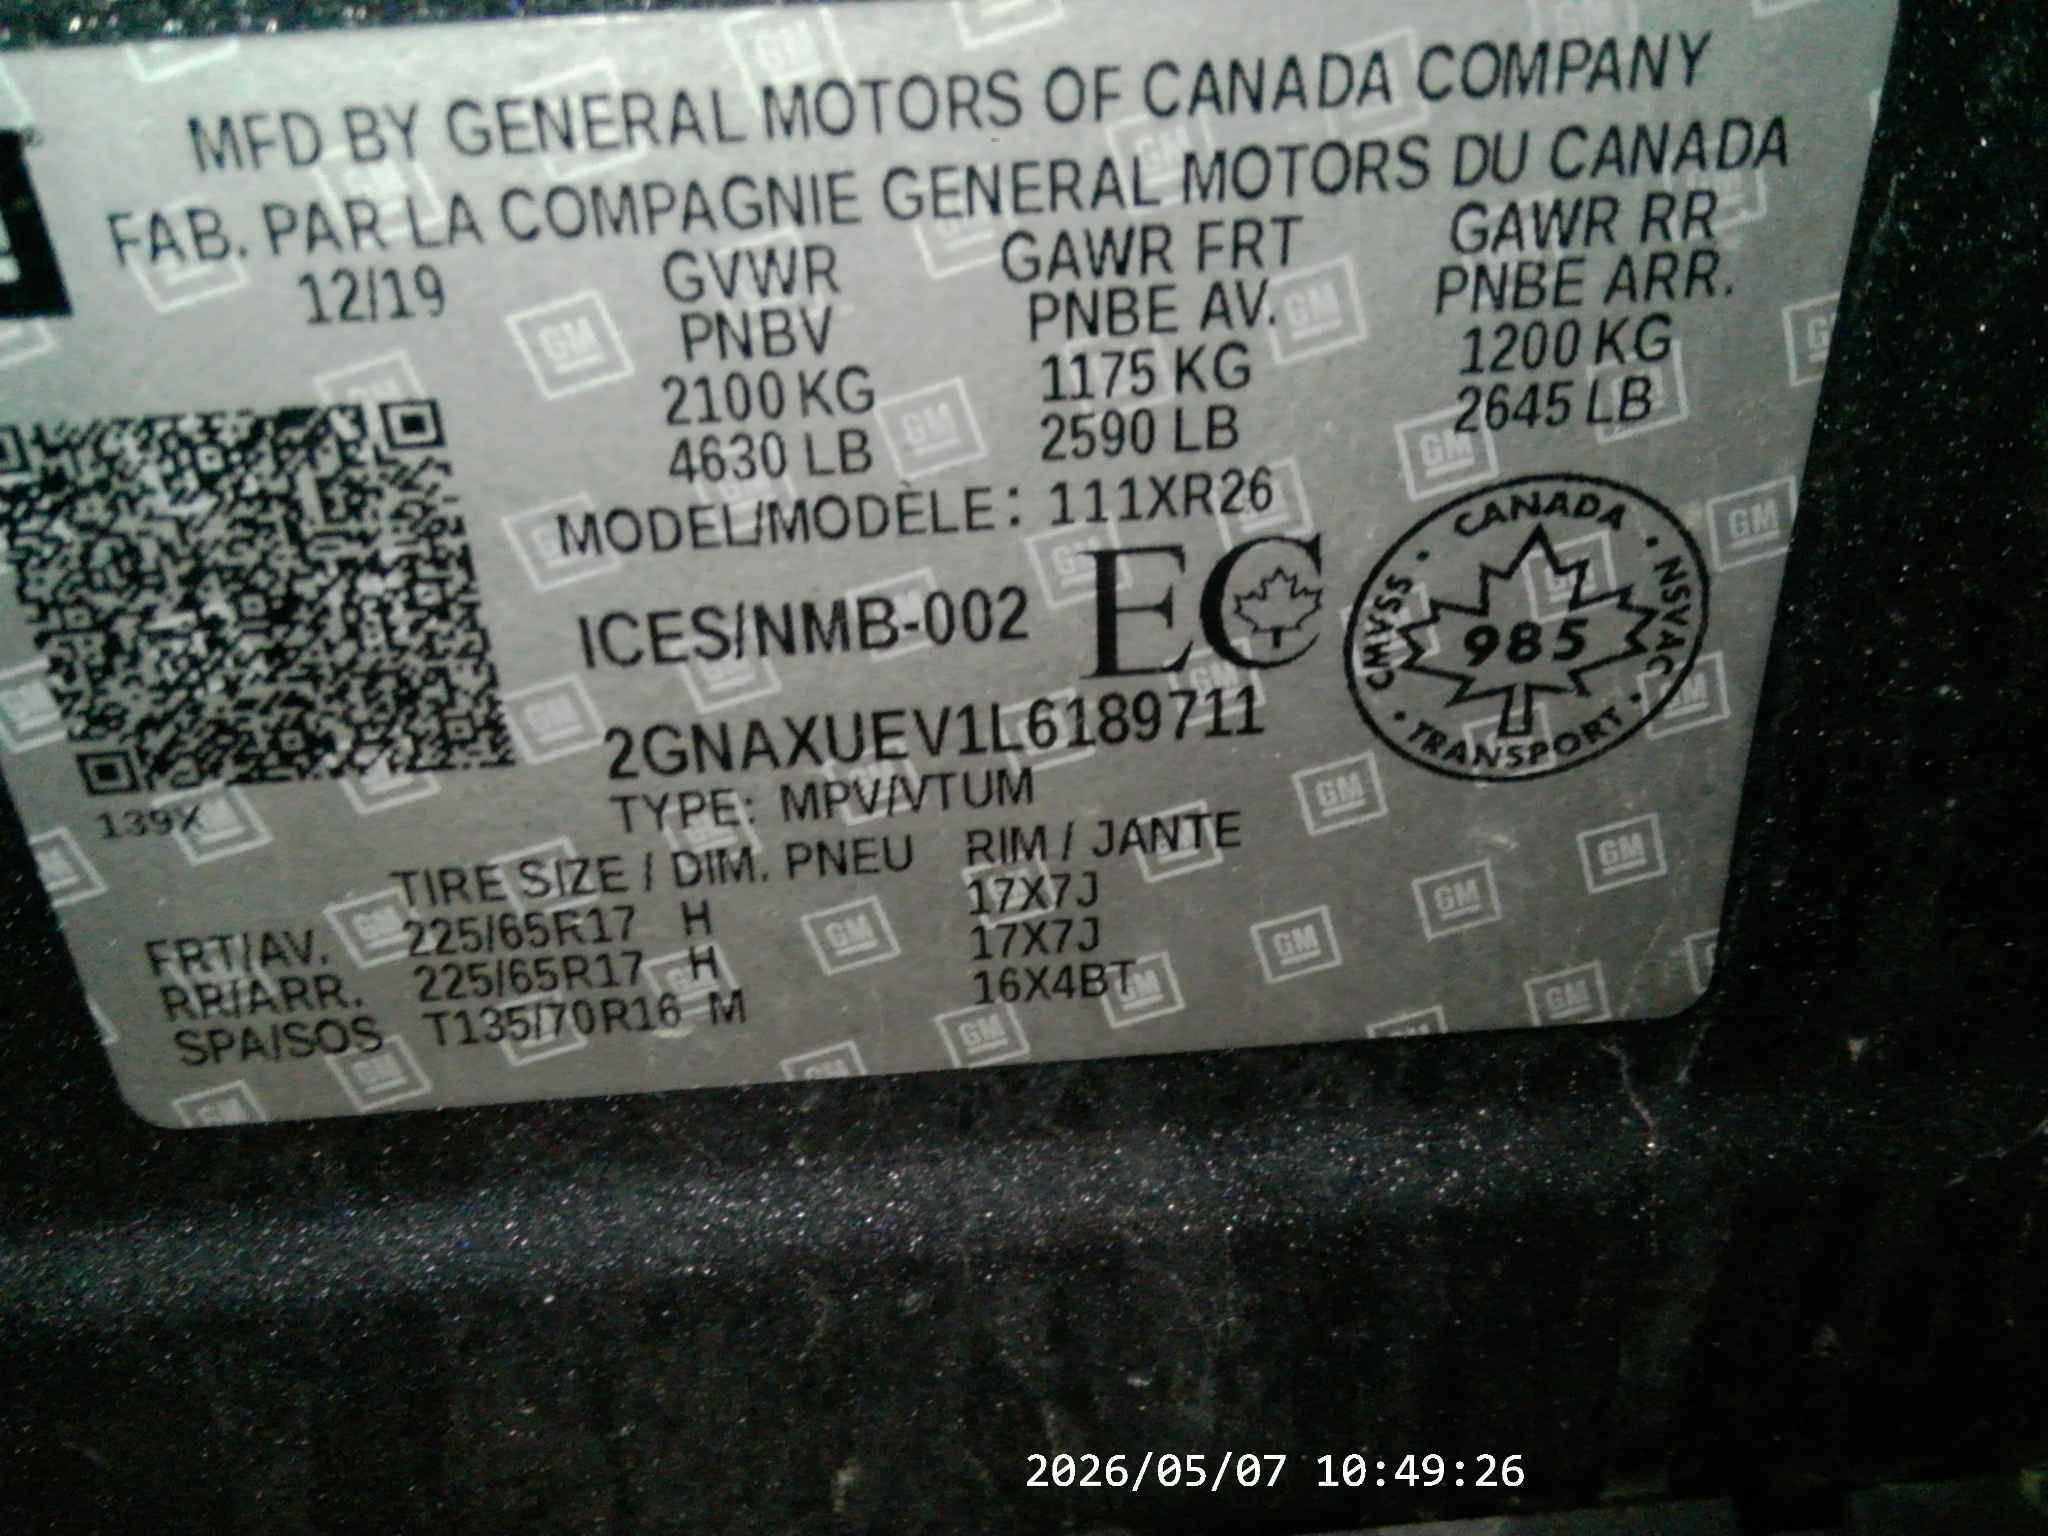 MFD BY GENERAL MOTORS OF CANADA COMPANY
FAB. PAR LA COMPAGNIE GENERAL MOTORS DU CANADA
12/19 GVWR GAWR FRT GAWR RR
PNBV PNBE AV. PNBE ARR.
2100 KG 1175 KG 1200 KG
4630 LB 2590 LB 2645 LB
MODEL/MODÈLE: 111XR26
ICES/NMB-002 EC
CANADA
CMVSS · NSVAC
985
TRANSPORT
2GNAXUEV1L6189711
139X
TYPE: MPV/VTUM
TIRE SIZE / DIM. PNEU RIM / JANTE
FRT/AV. 225/65R17 H 17X7J
RR/ARR. 225/65R17 H 17X7J
SPA/SOS T135/70R16 M 16X4BT
GM
2026/05/07 10:49:26